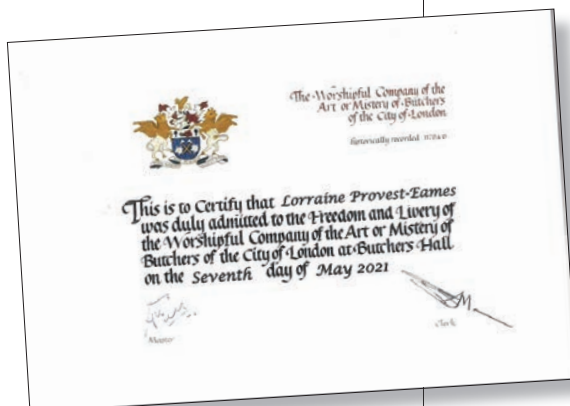 The Worshipful Company of the
Art or Mistery of Butchers
of the City of London
This is to Certify that Lorraine Provest-Eames
was duly admitted to the Freedom and Livery of
the Worshipful Company of the Art or Mistery of
Butchers of the City of London at Butchers Hall
on the Seventh day of May 2021
Master
Clerk